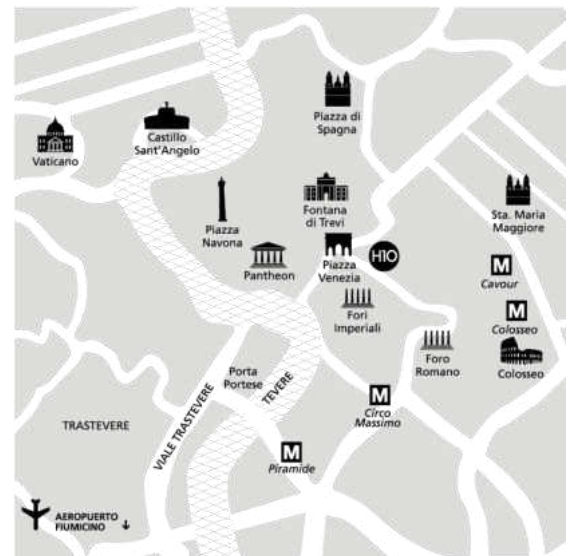 Piazza di
Spagna
Castillo
Sant'Angelo
Vaticano
Fontana
di Trevi
Sta. Maria
Maggiore
Piazza
Navona
Pantheon
Piazza
Venezia
H10
M
Cavour
Fori
Imperiali
M
Colosseo
Foro
Romano
Colosseo
Porta
Portese
TEVERE
VIALE TRASTEVERE
M
Circo
Massimo
TRASTEVERE
M
Piramide
AEROPUERTO
FIUMICINO